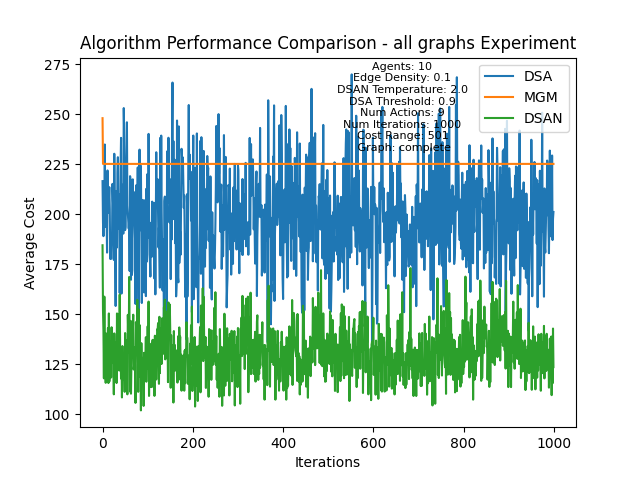 Algorithm Performance Comparison - all graphs Experiment
Agents: 10
Edge Density: 0.1
DSAN Temperature: 2.0
DSA Threshold: 0.9
Num Actions: 9
Num Iterations: 1000
Cost Range: 501
Graph: complete
DSA
MGM
DSAN
275
250
225
200
175
150
125
100
Average Cost
0
200
400
600
800
1000
Iterations